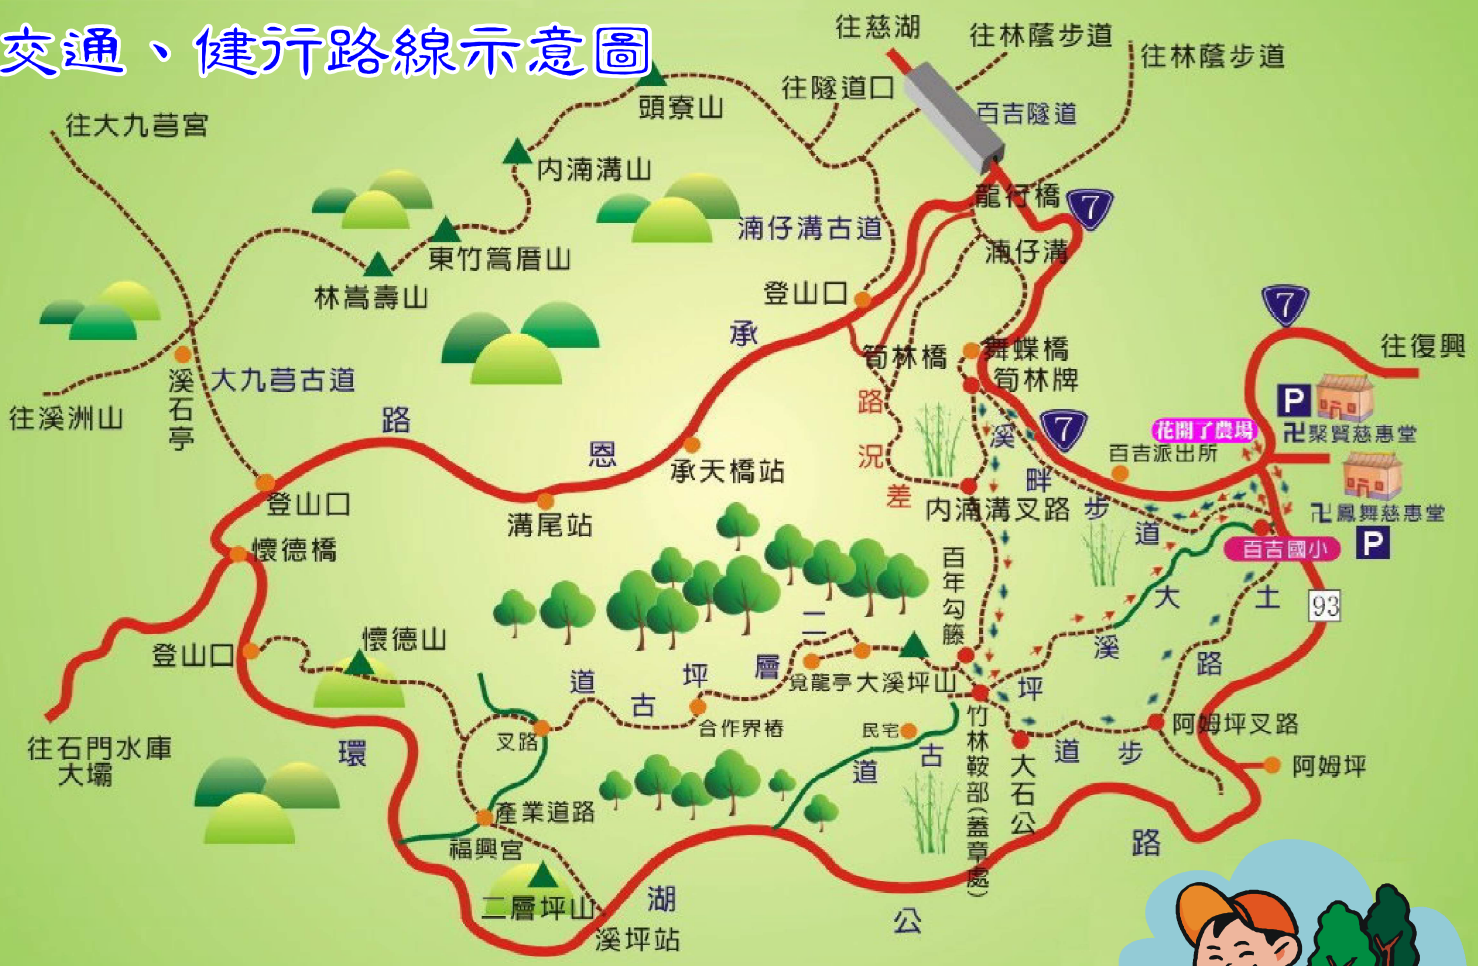 交通、健行路線示意圖
往慈湖
往林蔭步道
往林蔭步道
往隧道口
百吉隧道
頭寮山
往大九芎宮
內湳溝山
龍行橋
7
湳仔溝古道
湳仔溝
東竹篙厝山
林嵩壽山
登山口
7
往復興
承恩路
筍林橋
舞蝶橋
筍林牌
溪石亭
大九芎古道
往溪洲山
路況差
P
卍聚賢慈惠堂
7
花開了農場
百吉派出所
溪畔步道
承天橋站
登山口
溝尾站
內湳溝叉路
卍鳳舞慈惠堂
P
百吉國小
懷德橋
百年勾藤
93
大溪坪古道
土地
登山口
懷德山
二層坪古道
覓龍亭
大溪坪山
合作界樁
叉路
民宅
竹林鞍部(蓋章處)
大石公
步道
阿姆坪叉路
阿姆坪
往石門水庫
大壩
環湖公路
產業道路
福興宮
二層坪山
溪坪站